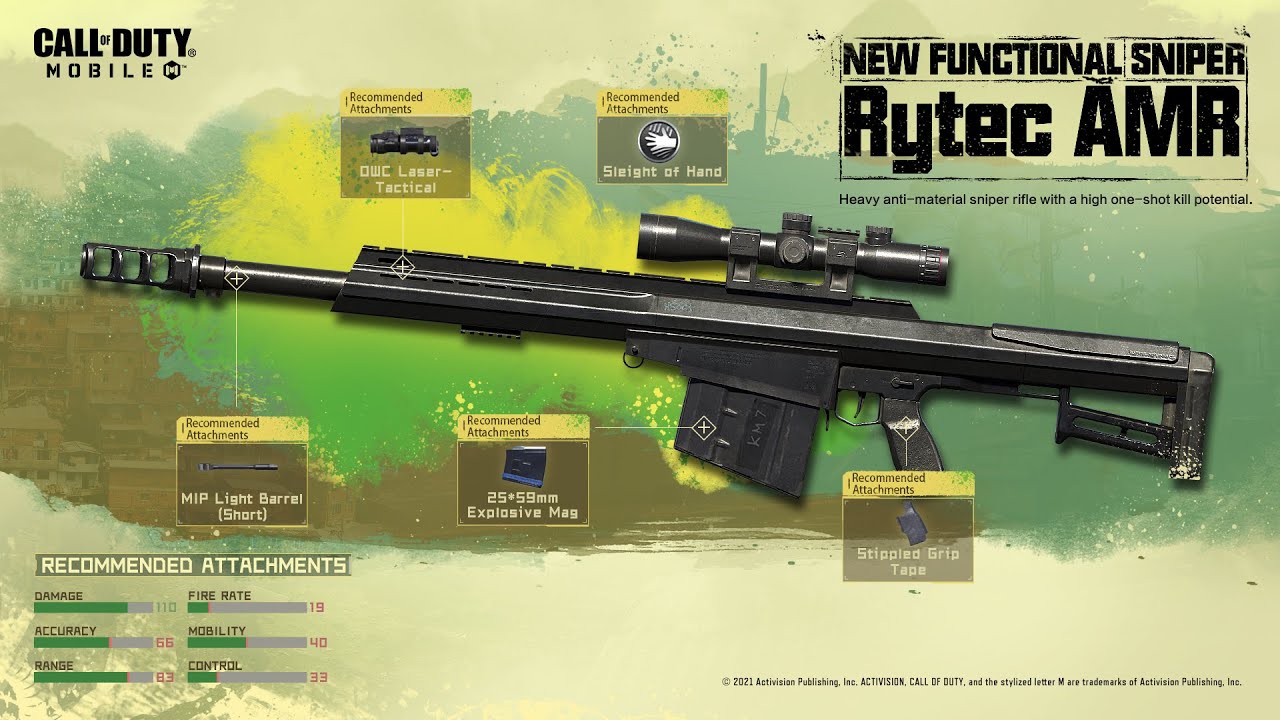 CALL OF DUTY®
MOBILE M™
NEW FUNCTIONAL SNIPER
Rytec AMR
Heavy anti-material sniper rifle with a high one-shot kill potential.
Recommended
Attachments
OWC Laser-
Tactical
Recommended
Attachments
Sleight of Hand
Recommended
Attachments
MIP Light Barrel
(Short)
Recommended
Attachments
25*59mm
Explosive Mag
KM7
Recommended
Attachments
Stippled Grip
Tape
RECOMMENDED ATTACHMENTS
DAMAGE 110
FIRE RATE 19
ACCURACY 66
MOBILITY 40
RANGE 83
CONTROL 33
© 2021 Activision Publishing, Inc. ACTIVISION, CALL OF DUTY, and the stylized letter M are trademarks of Activision Publishing, Inc.